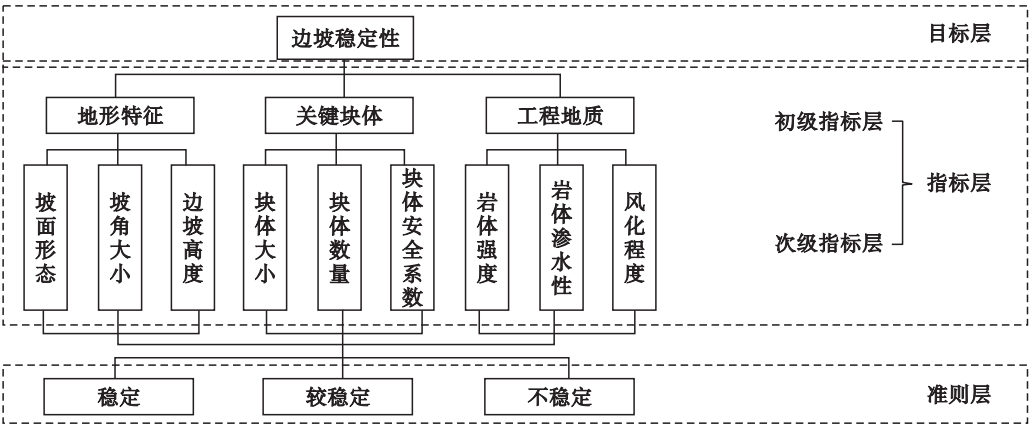 边坡稳定性
目标层
地形特征
关键块体
工程地质
初级指标层
指标层
次级指标层
坡面形态
坡角大小
边坡高度
块体大小
块体数量
块体安全系数
岩体强度
岩体渗水性
风化程度
稳定
较稳定
不稳定
准则层